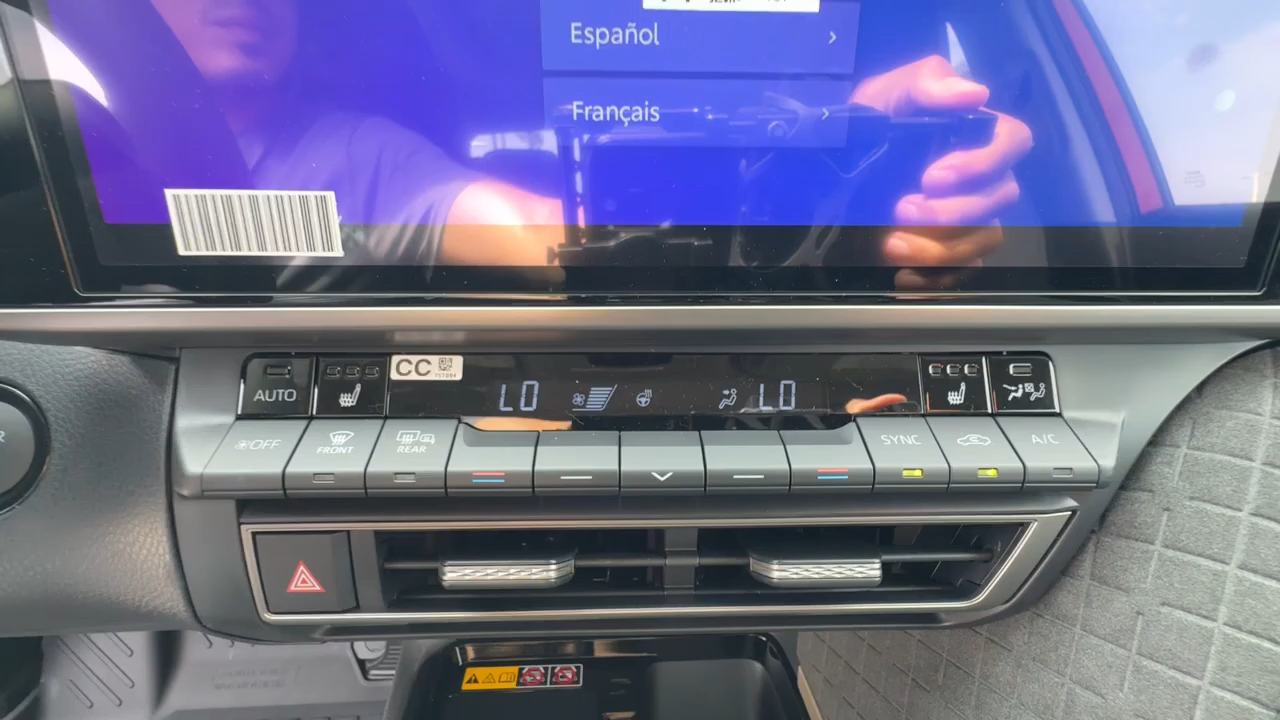 Español
Français
CC
AUTO
LO
LO
OFF
FRONT
REAR
SYNC
A/C